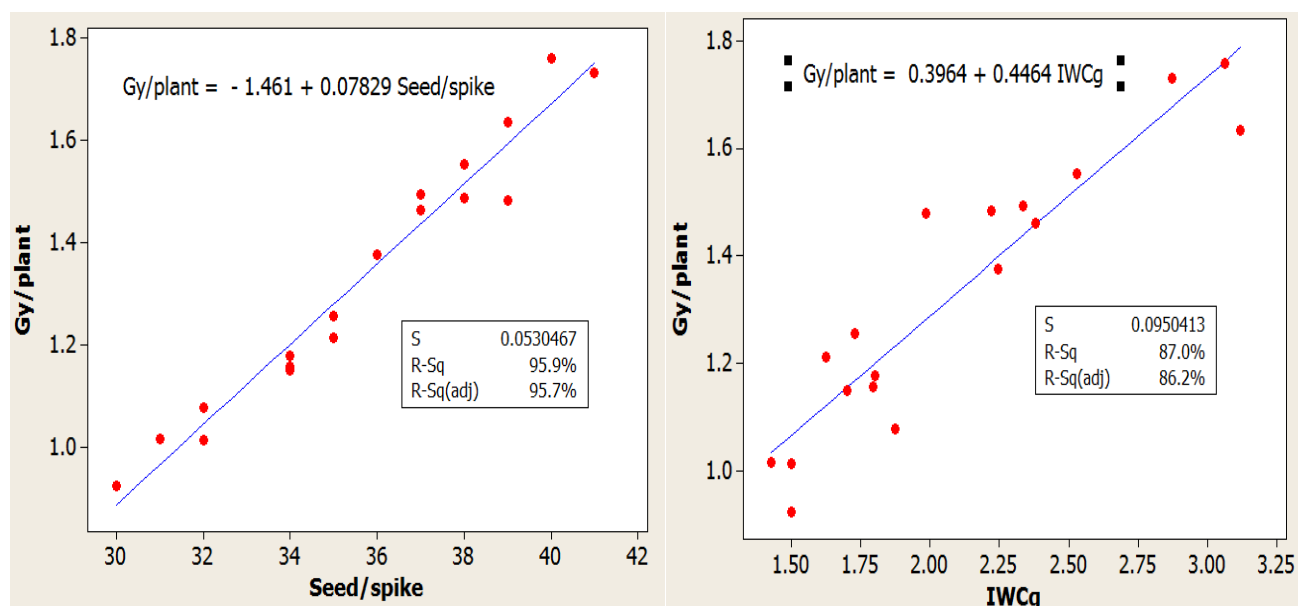 1.8
1.6
1.4
1.2
1.0
Gy/plant
Gy/plant = - 1.461 + 0.07829 Seed/spike
S 0.0530467
R-Sq 95.9%
R-Sq(adj) 95.7%
30 32 34 36 38 40 42
Seed/spike
1.8
1.6
1.4
1.2
1.0
Gy/plant
Gy/plant = 0.3964 + 0.4464 IWCg
S 0.0950413
R-Sq 87.0%
R-Sq(adj) 86.2%
1.50 1.75 2.00 2.25 2.50 2.75 3.00 3.25
IWCg